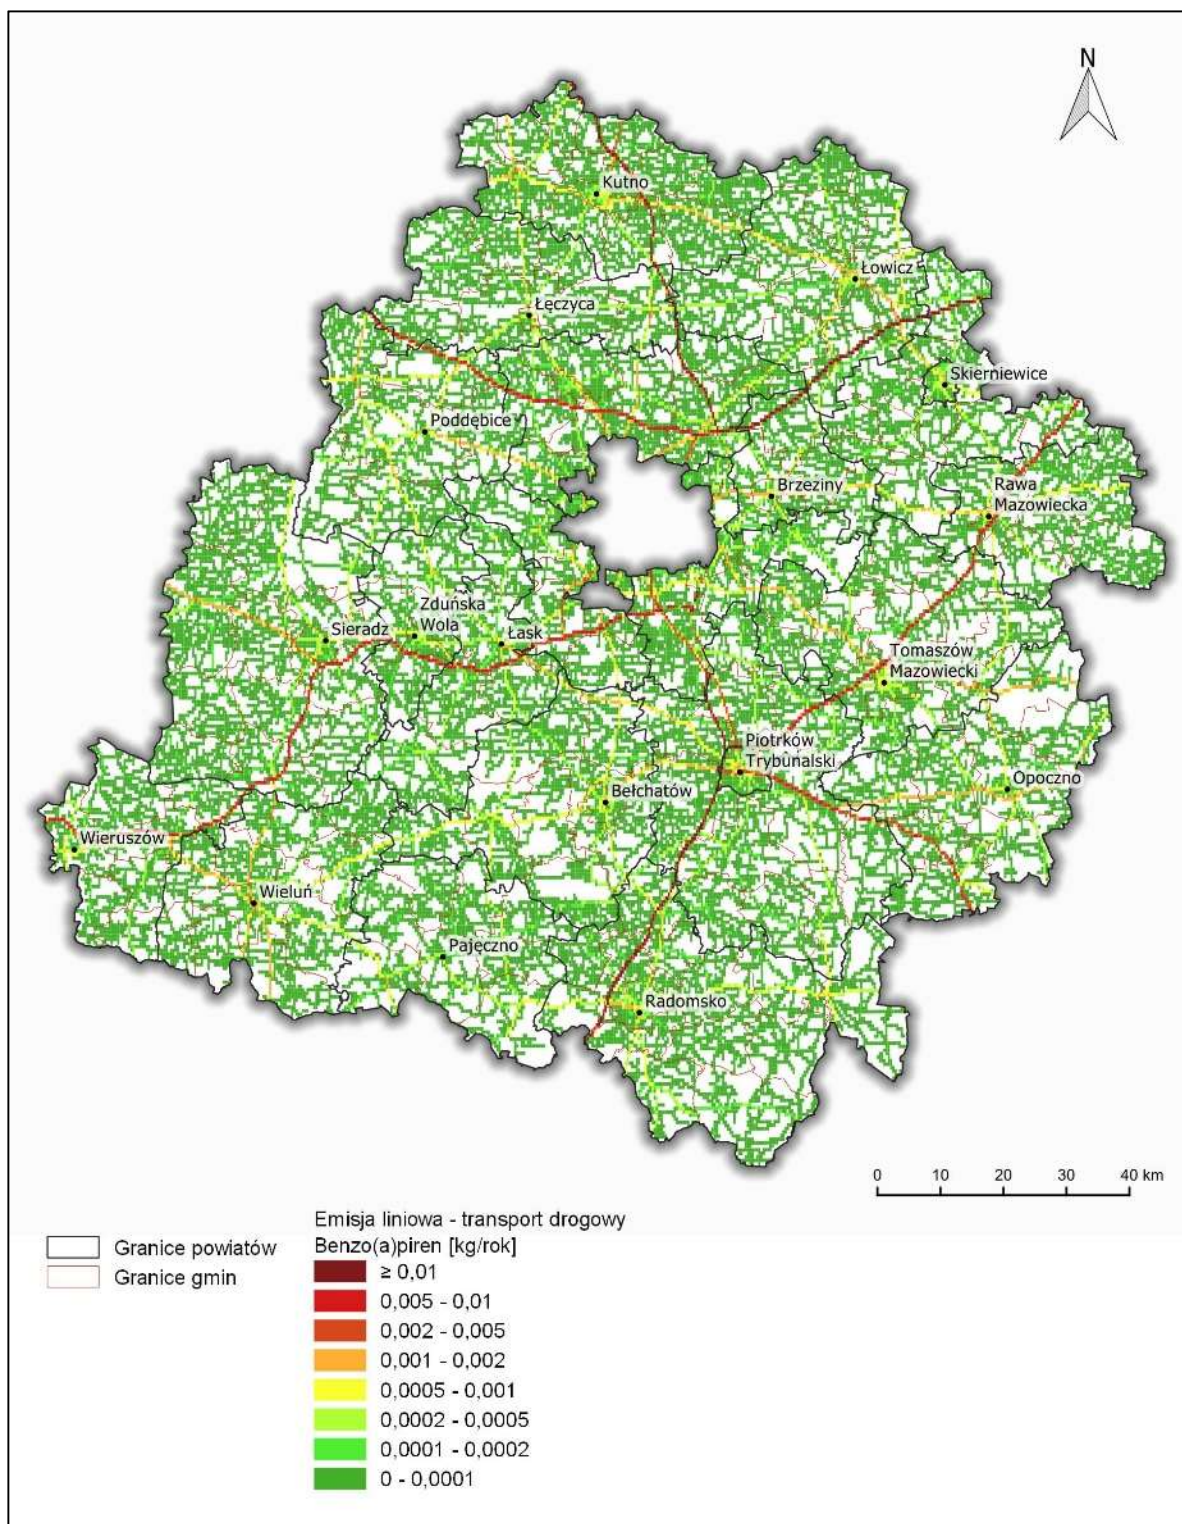 N
Kutno
Łowicz
Łęczyca
Skierniewice
Poddębice
Brzeziny
Rawa
Mazowiecka
Zduńska
Wola
Sieradz
Łask
Tomaszów
Mazowiecki
Piotrków
Trybunalski
Opoczno
Bełchatów
Wieruszów
Wieluń
Pajęczno
Radomsko
0 10 20 30 40 km
Emisja liniowa - transport drogowy
Benzo(a)piren [kg/rok]
Granice powiatów
Granice gmin
≥ 0,01
0,005 - 0,01
0,002 - 0,005
0,001 - 0,002
0,0005 - 0,001
0,0002 - 0,0005
0,0001 - 0,0002
0 - 0,0001